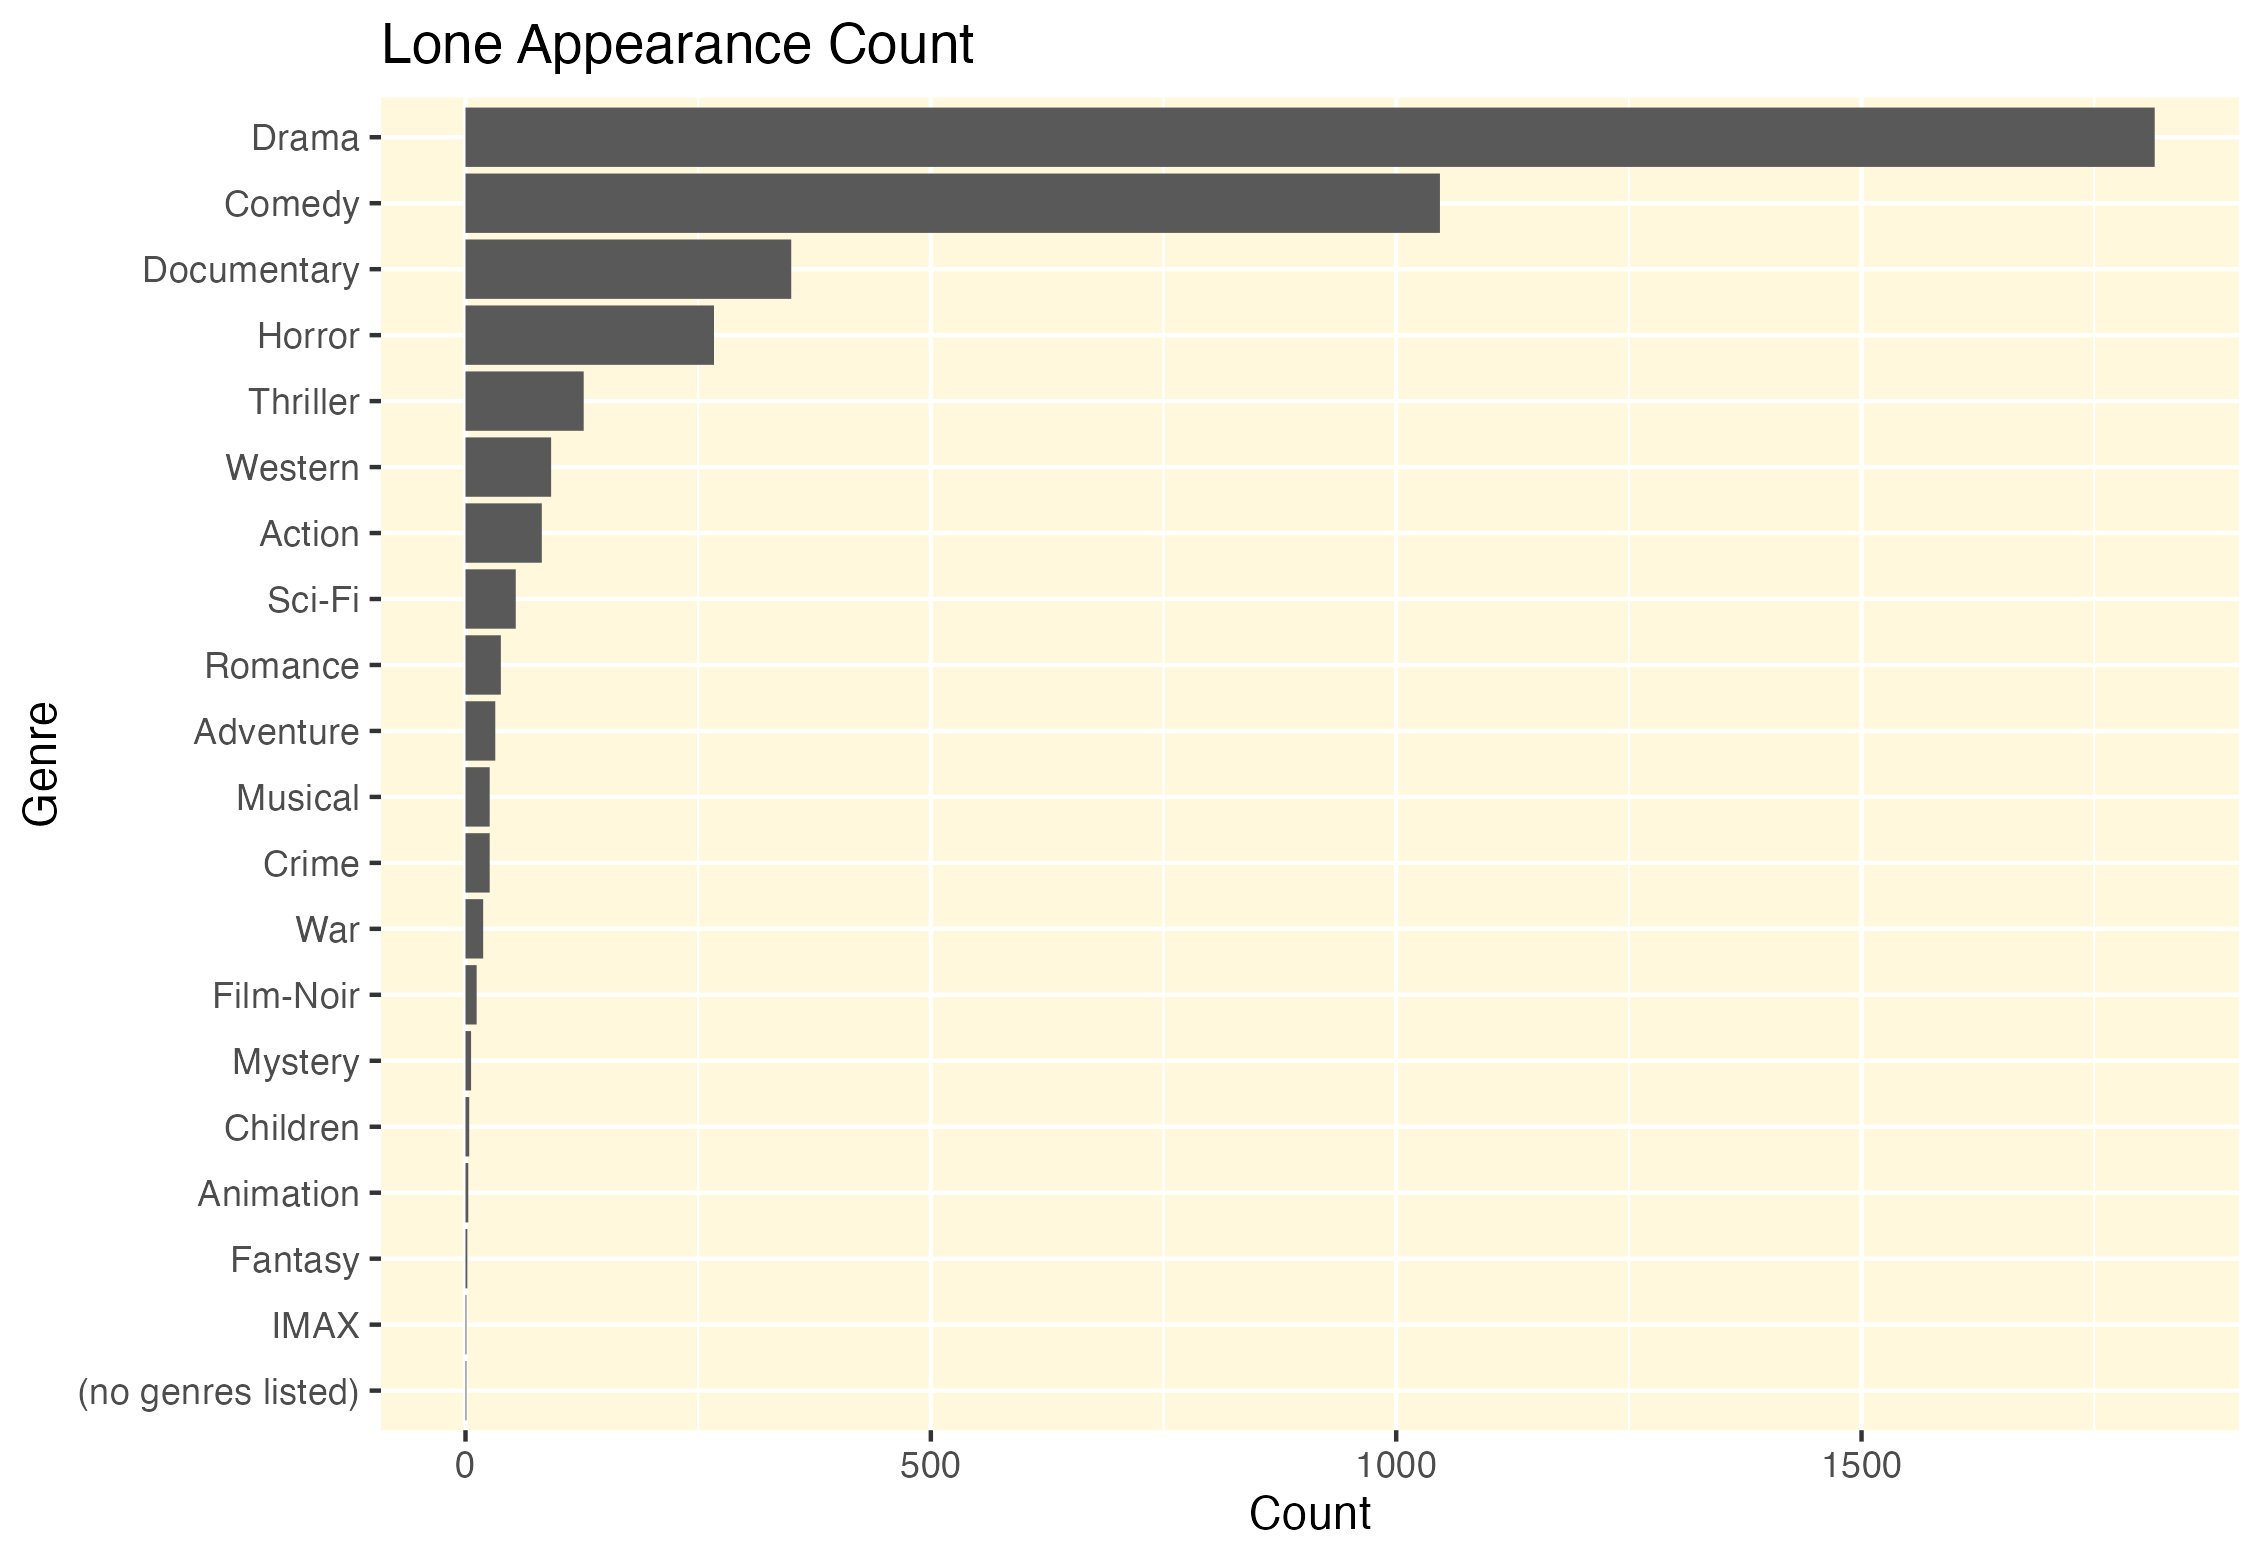 Lone Appearance Count
Drama
Comedy
Documentary
Horror
Thriller
Western
Action
Sci-Fi
Romance
Adventure
Musical
Crime
War
Film-Noir
Mystery
Children
Animation
Fantasy
IMAX
(no genres listed)
Genre
0 500 1000 1500
Count